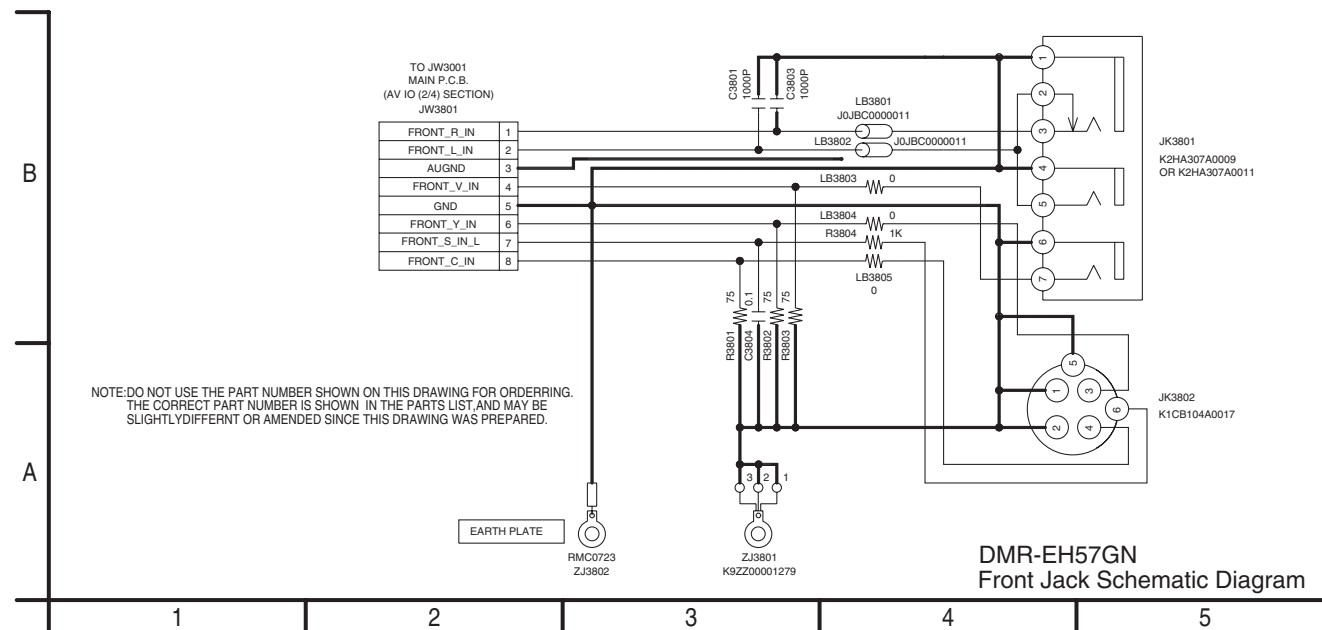 TO JW3001
MAIN P.C.B.
(AV IO (2/4) SECTION)
JW3801
FRONT_R_IN 1
FRONT_L_IN 2
AUGND 3
FRONT_V_IN 4
GND 5
FRONT_Y_IN 6
FRONT_S_IN_L 7
FRONT_C_IN 8
C3801
1000P
C3803
1000P
LB3801
J0JBC0000011
LB3802
J0JBC0000011
LB3803 0
LB3804 0
R3804 1K
LB3805
0
75
0.1
75
75
R3801
C3804
R3802
R3803
1
2
3
4
5
6
7
JK3801
K2HA307A0009
OR K2HA307A0011
5
1
3
6
2
4
JK3802
K1CB104A0017
B
A
NOTE:DO NOT USE THE PART NUMBER SHOWN ON THIS DRAWING FOR ORDERRING.
THE CORRECT PART NUMBER IS SHOWN IN THE PARTS LIST,AND MAY BE
SLIGHTLYDIFFERNT OR AMENDED SINCE THIS DRAWING WAS PREPARED.
3 2 1
EARTH PLATE
RMC0723
ZJ3802
ZJ3801
K9ZZ00001279
DMR-EH57GN
Front Jack Schematic Diagram
1 2 3 4 5